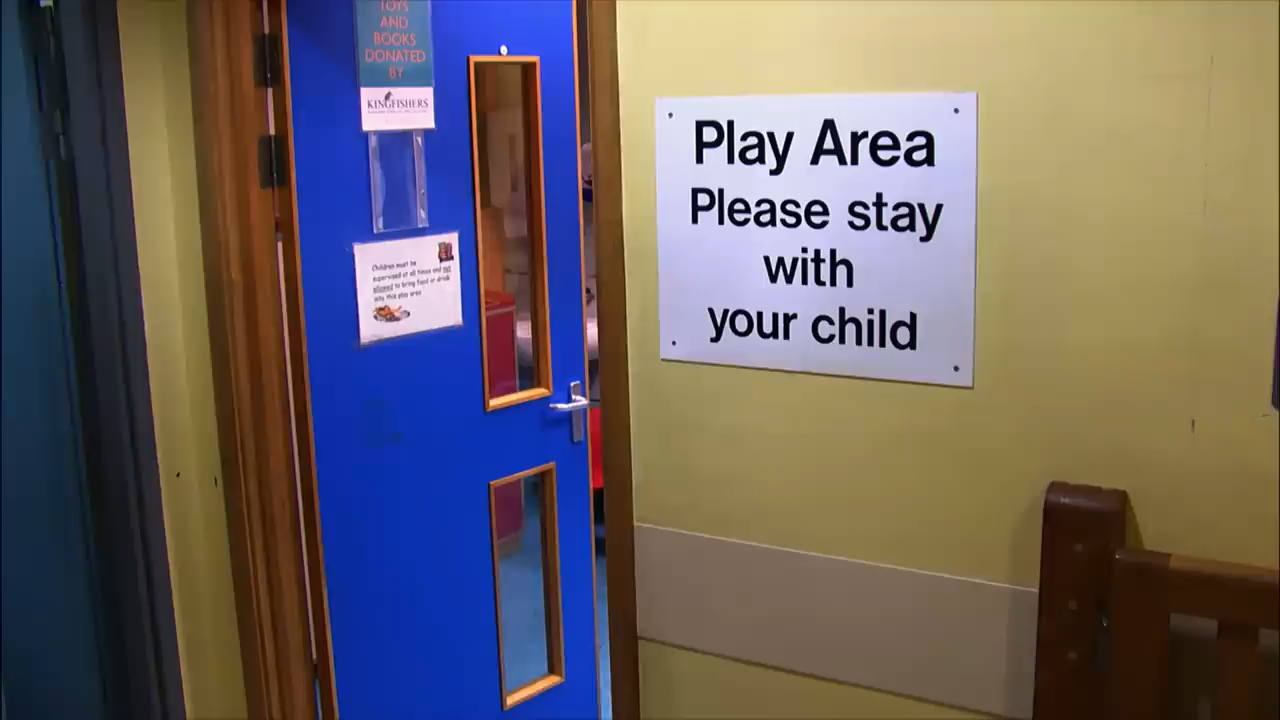 TOYS
AND
BOOKS
DONATED
BY
KINGFISHERS
Children must be
supervised at all times and not
allowed to bring food or drink
into this play area
Play Area
Please stay
with
your child